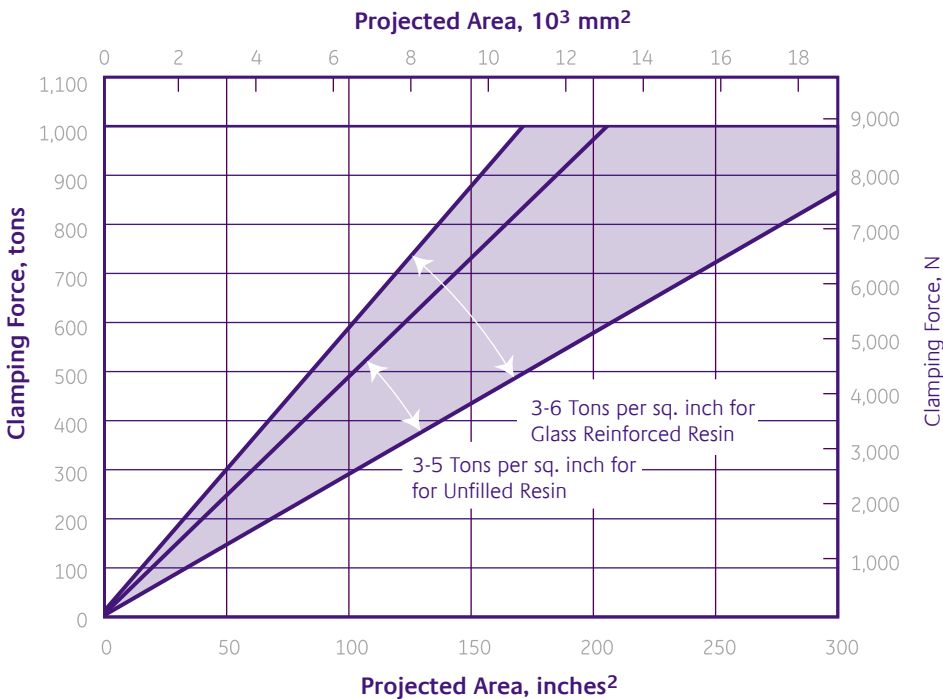 Projected Area, 10³ mm²
0 2 4 6 8 10 12 14 16 18
1,100
1,000
900
800
700
600
500
400
300
200
100
0
Clamping Force, tons
9,000
8,000
7,000
6,000
5,000
4,000
3,000
2,000
1,000
Clamping Force, N
3-6 Tons per sq. inch for
Glass Reinforced Resin
3-5 Tons per sq. inch for
for Unfilled Resin
0 50 100 150 200 250 300
Projected Area, inches²